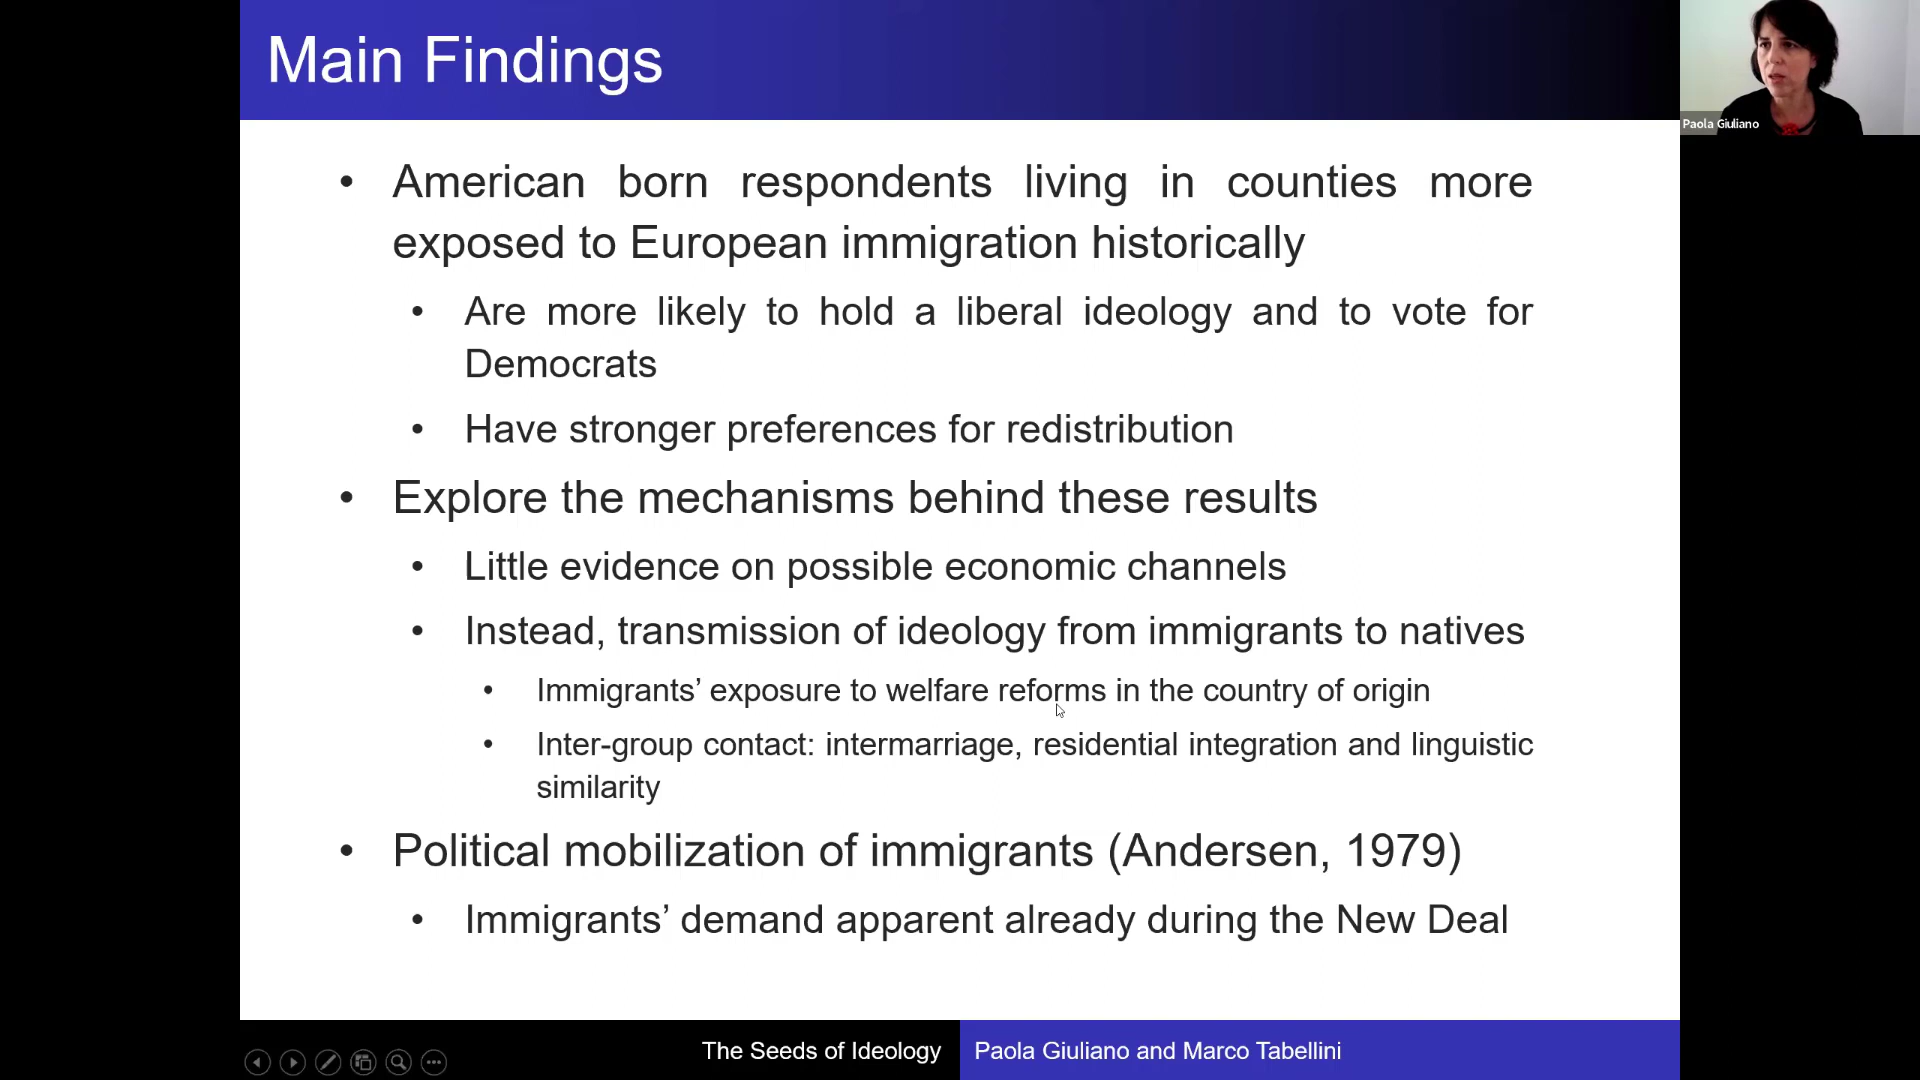 Main Findings
Paola Giuliano
• American born respondents living in counties more
exposed to European immigration historically
• Are more likely to hold a liberal ideology and to vote for
Democrats
• Have stronger preferences for redistribution
• Explore the mechanisms behind these results
• Little evidence on possible economic channels
• Instead, transmission of ideology from immigrants to natives
• Immigrants’ exposure to welfare reforms in the country of origin
• Inter-group contact: intermarriage, residential integration and linguistic
similarity
• Political mobilization of immigrants (Andersen, 1979)
• Immigrants’ demand apparent already during the New Deal
The Seeds of Ideology
Paola Giuliano and Marco Tabellini